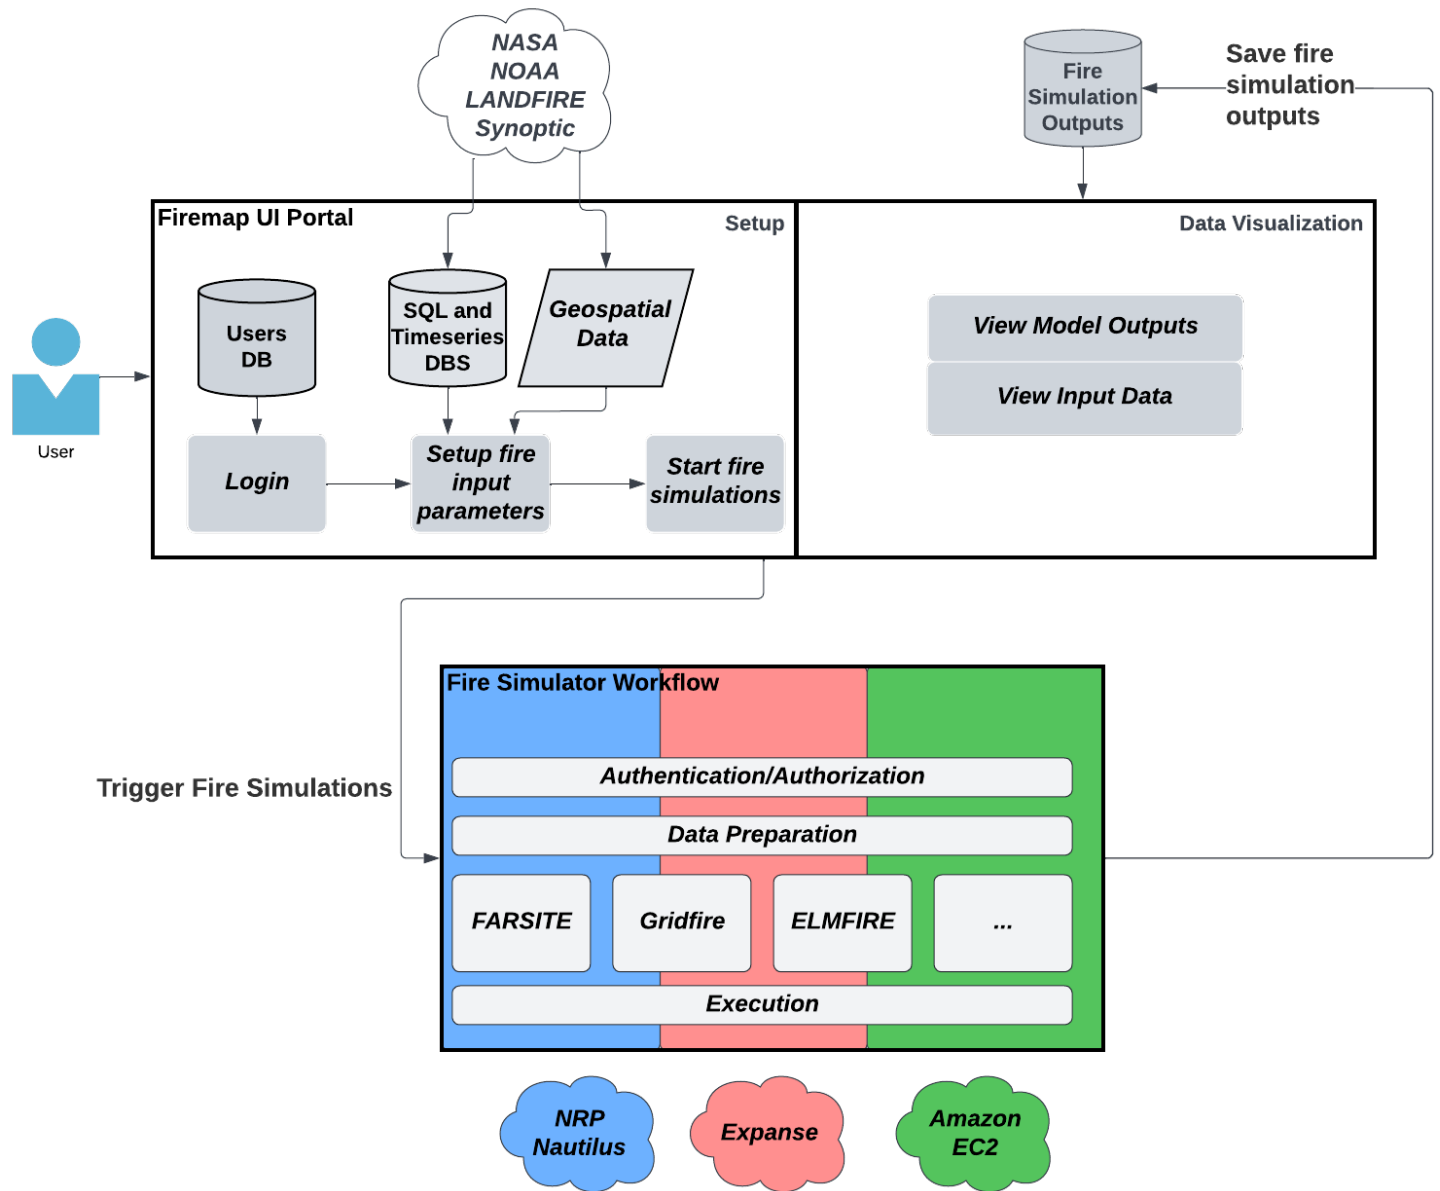 NASA
NOAA
LANDFIRE
Synoptic
Fire
Simulation
Outputs
Save fire
simulation
outputs
Firemap UI Portal
Setup
Data Visualization
Users
DB
SQL and
Timeseries
DBS
Geospatial
Data
View Model Outputs
View Input Data
User
Login
Setup fire
input
parameters
Start fire
simulations
Fire Simulator Workflow
Trigger Fire Simulations
Authentication/Authorization
Data Preparation
FARSITE
Gridfire
ELMFIRE
...
Execution
NRP
Nautilus
Expanse
Amazon
EC2